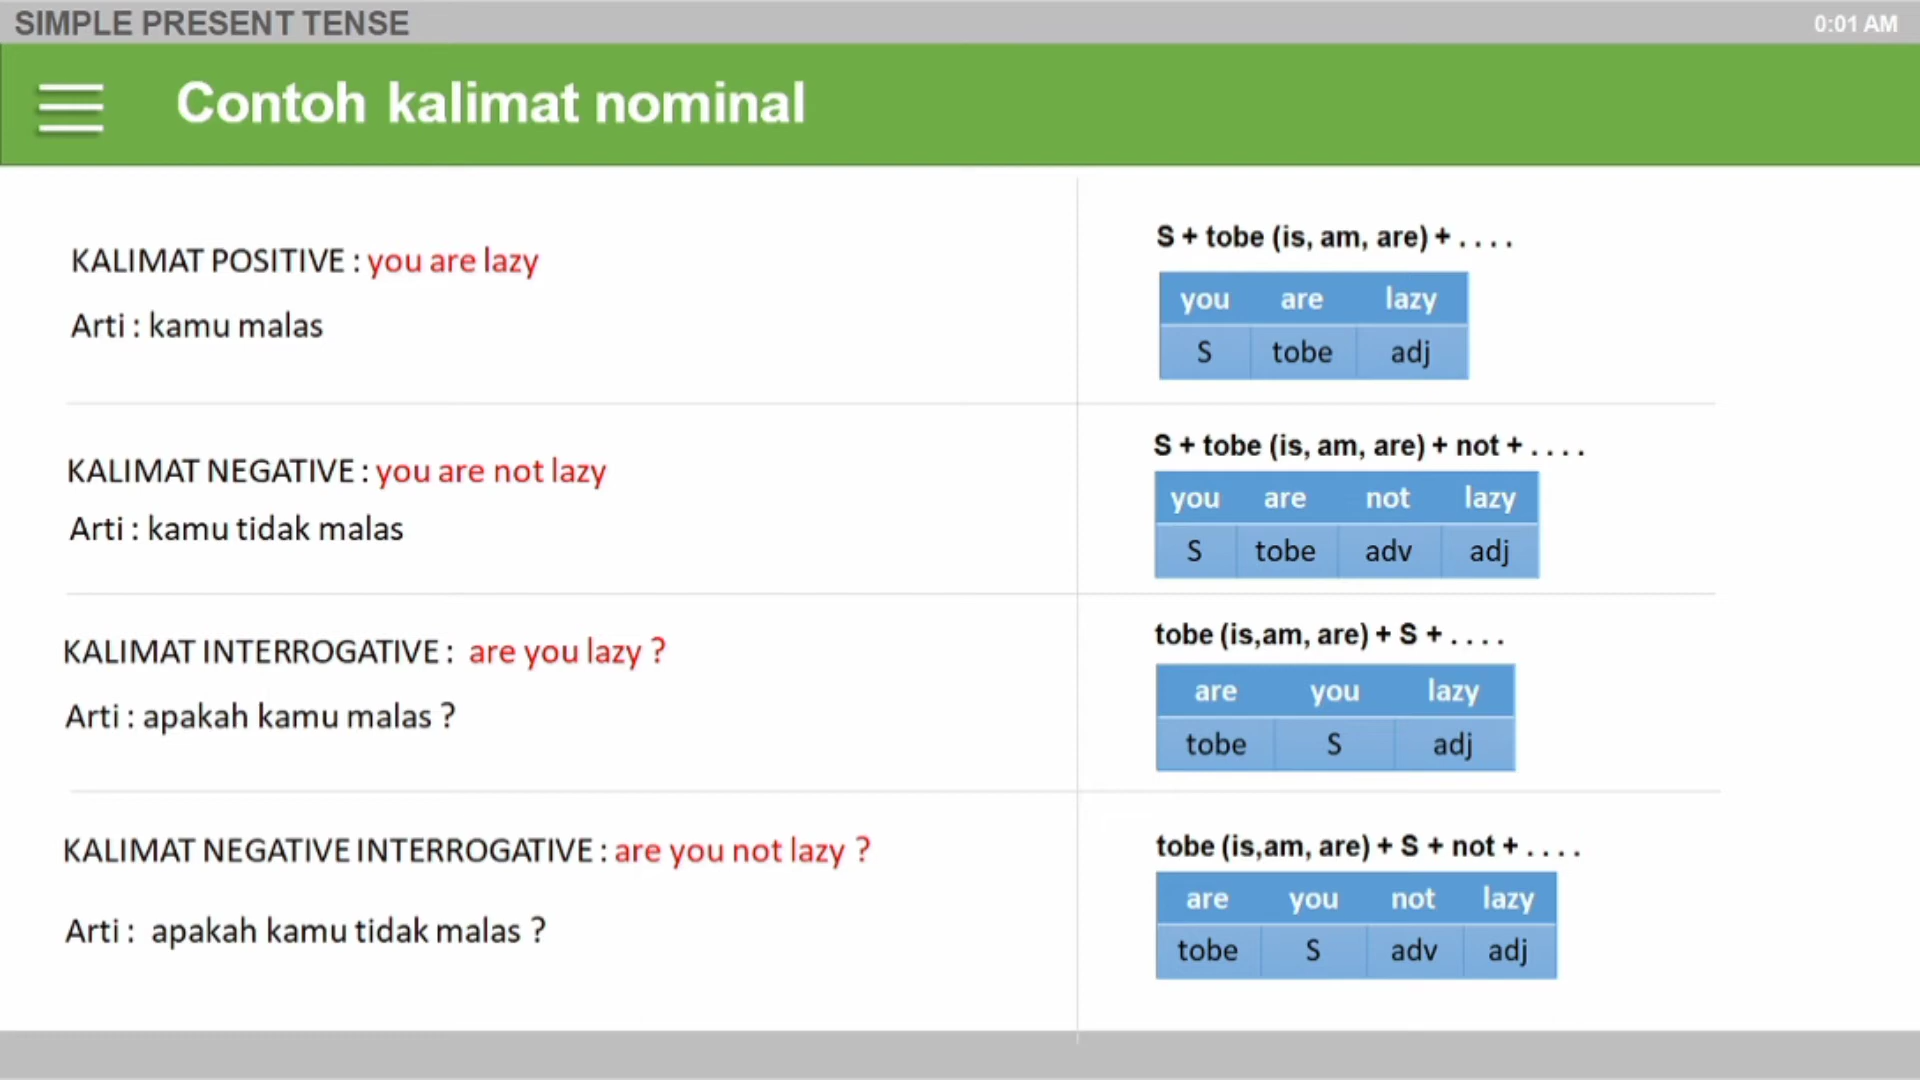 SIMPLE PRESENT TENSE
0:01 AM
Contoh kalimat nominal
KALIMAT POSITIVE : you are lazy
Arti : kamu malas
S + tobe (is, am, are) + . . . .
you are lazy
S tobe adj
KALIMAT NEGATIVE : you are not lazy
Arti : kamu tidak malas
S + tobe (is, am, are) + not + . . . .
you are not lazy
S tobe adv adj
KALIMAT INTERROGATIVE : are you lazy ?
Arti : apakah kamu malas ?
tobe (is,am, are) + S + . . . .
are you lazy
tobe S adj
KALIMAT NEGATIVE INTERROGATIVE : are you not lazy ?
Arti : apakah kamu tidak malas ?
tobe (is,am, are) + S + not + . . . .
are you not lazy
tobe S adv adj